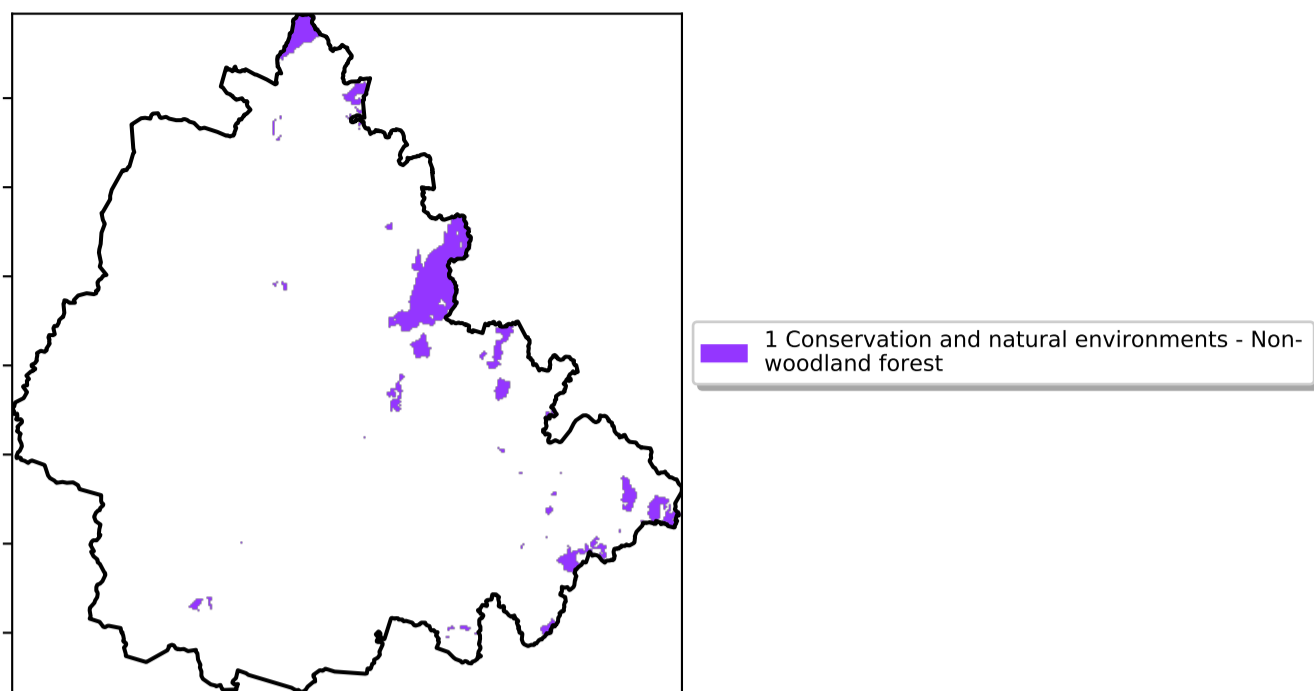 1 Conservation and natural environments - Non-
woodland forest